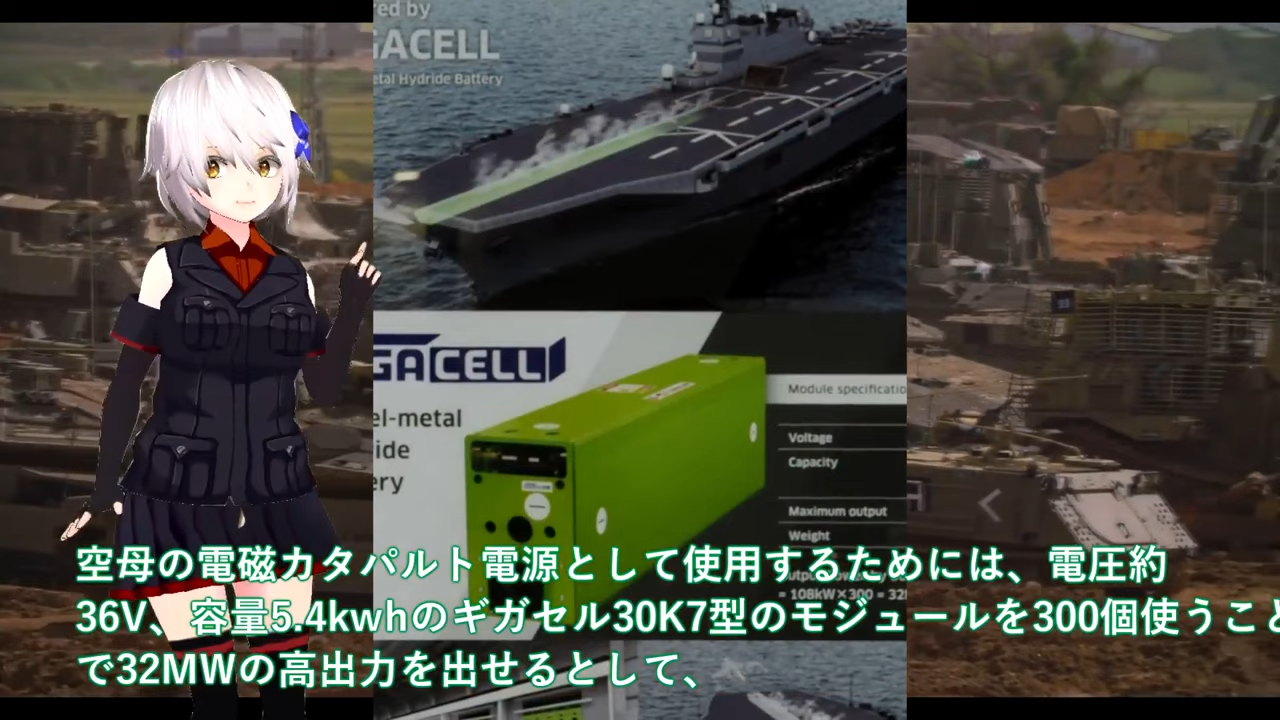 ed by
GACELL
etal Hydride Battery
GACELL
el-metal
ide
ery
Module specificatio
Voltage
Capacity
Maximum output
Weight
= 108kW×300 = 32
空母の電磁カタパルト電源として使用するためには、電圧約
36V、容量5.4kwhのギガセル30K7型のモジュールを300個使うこと
で32MWの高出力を出せるとして、